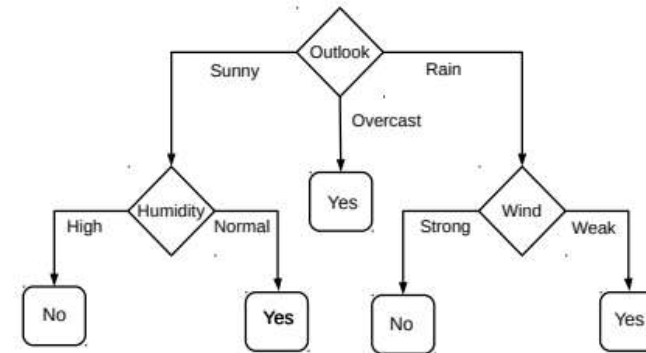 Outlook
Sunny
Rain
Overcast
Yes
Humidity
Wind
High
Normal
Strong
Weak
No
Yes
No
Yes